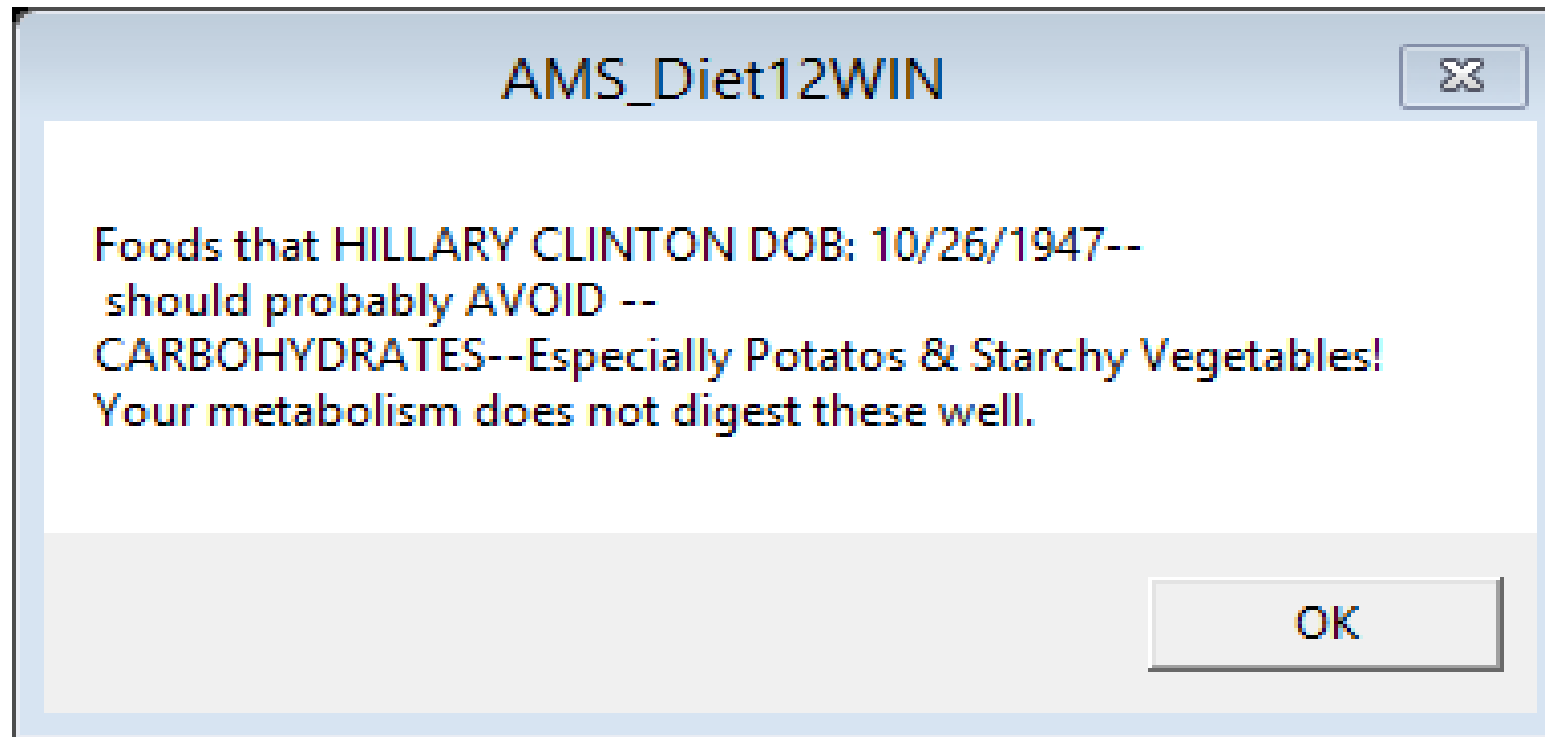 AMS_Diet12WIN
Foods that HILLARY CLINTON DOB: 10/26/1947--
should probably AVOID --
CARBOHYDRATES--Especially Potatos & Starchy Vegetables!
Your metabolism does not digest these well.
OK